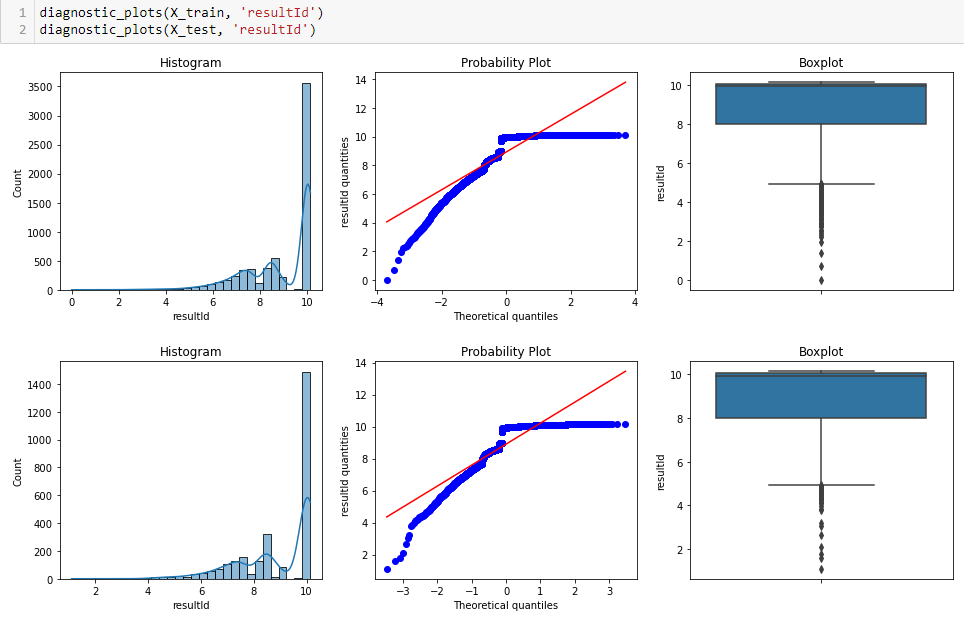 1 diagnostic_plots(X_train, 'resultId')
2 diagnostic_plots(X_test, 'resultId')
Histogram
Probability Plot
Boxplot
3500
3000
2500
2000
1500
1000
500
0
Count
0 2 4 6 8 10
resultId
14
12
10
8
6
4
2
0
resultId quantities
−4 −2 0 2 4
Theoretical quantiles
10
8
6
4
2
0
resultId
Histogram
Probability Plot
Boxplot
1400
1200
1000
800
600
400
200
0
Count
2 4 6 8 10
resultId
14
12
10
8
6
4
2
resultId quantities
−3 −2 −1 0 1 2 3
Theoretical quantiles
10
8
6
4
2
resultId